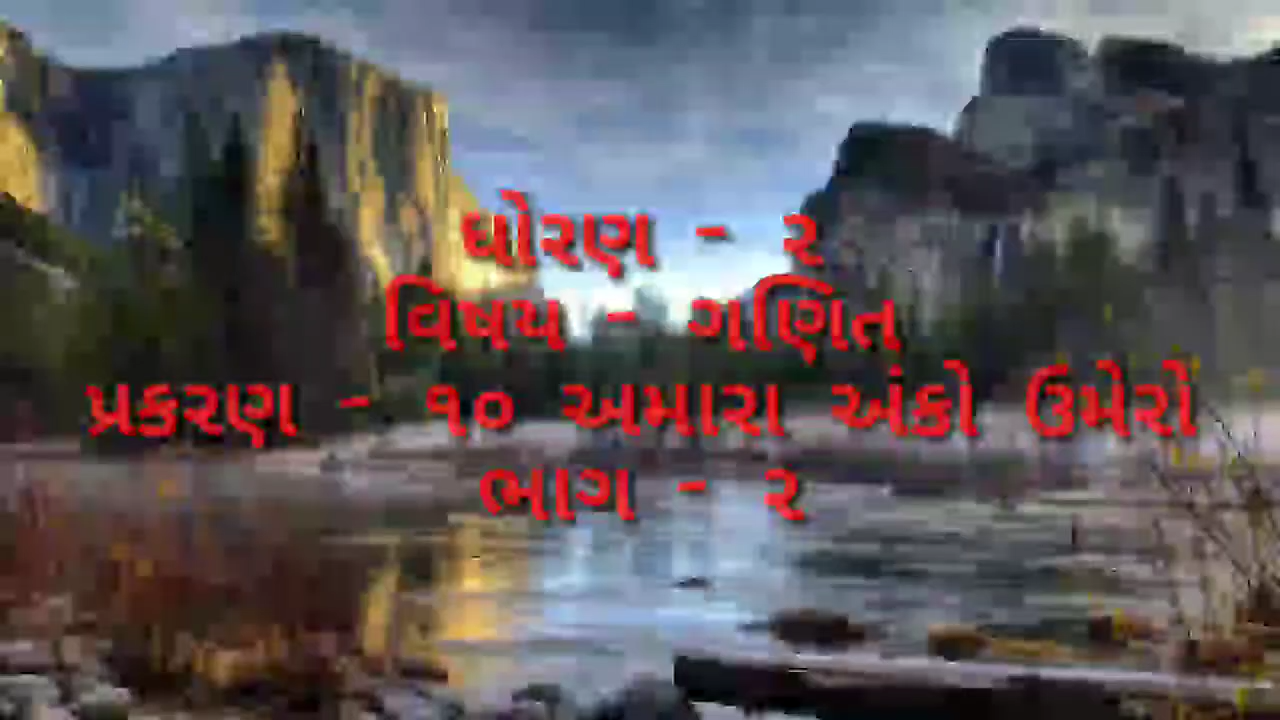 ધોરણ - ૨
વિષય - ગણિત
પ્રકરણ - ૧૦ અમારા અંકો ઉમેરો
ભાગ - ૨